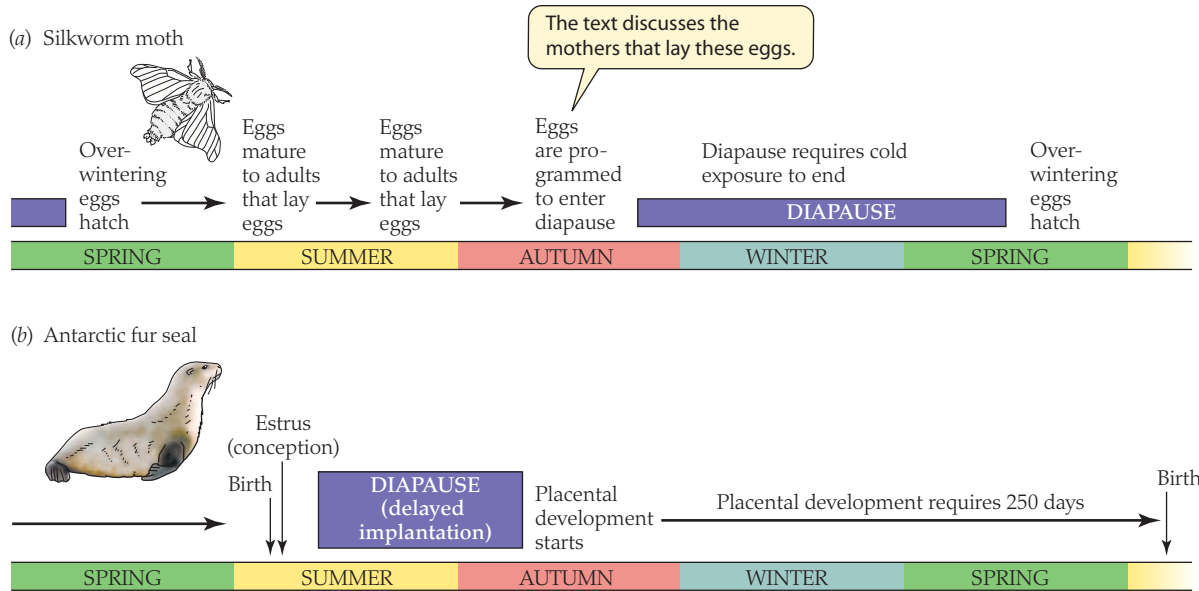 The text discusses the
mothers that lay these eggs.
(a) Silkworm moth
Over-
wintering
eggs
hatch
Eggs
mature
to adults
that lay
eggs
Eggs
mature
to adults
that lay
eggs
Eggs
are pro-
grammed
to enter
diapause
Diapause requires cold
exposure to end
DIAPAUSE
Over-
wintering
eggs
hatch
SPRING
SUMMER
AUTUMN
WINTER
SPRING
(b) Antarctic fur seal
Estrus
(conception)
Birth
DIAPAUSE
(delayed
implantation)
Placental
development
starts
Placental development requires 250 days
Birth
SPRING
SUMMER
AUTUMN
WINTER
SPRING